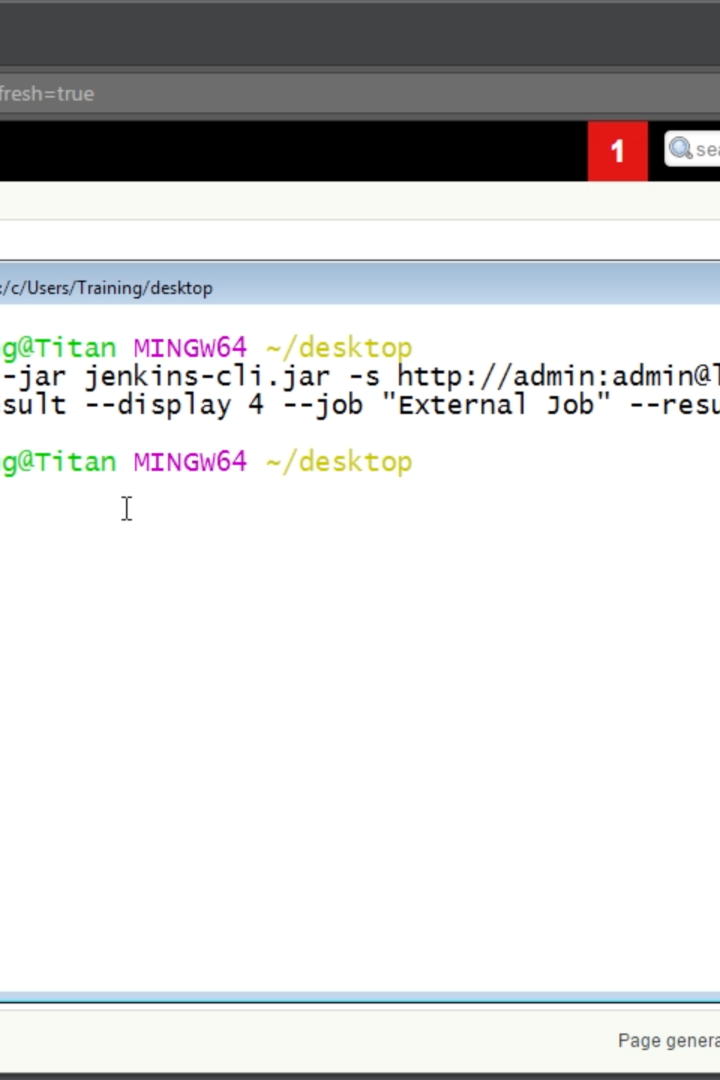 fresh=true
1
:/c/Users/Training/desktop
g@Titan MINGW64 ~/desktop
-jar jenkins-cli.jar -s http://admin:admin@l
sult --display 4 --job "External Job" --resu
g@Titan MINGW64 ~/desktop
Page genera